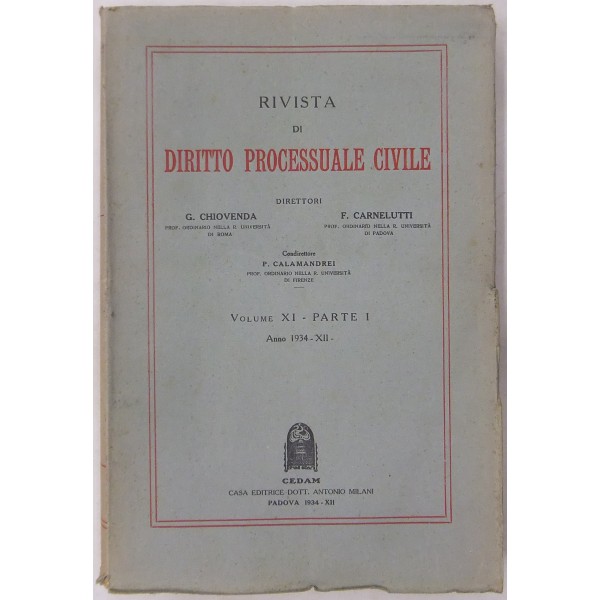 RIVISTA
DI
DIRITTO PROCESSUALE CIVILE
DIRETTORI
G. CHIOVENDA
PROF. ORDINARIO NELLA R. UNIVERSITÀ
DI ROMA
F. CARNELUTTI
PROF. ORDINARIO NELLA R. UNIVERSITÀ
DI PADOVA
Condirettore
P. CALAMANDREI
PROF. ORDINARIO NELLA R. UNIVERSITÀ
DI FIRENZE
VOLUME XI - PARTE I
Anno 1934 - XII -
CEDAM
CASA EDITRICE DOTT. ANTONIO MILANI
PADOVA 1934 - XII